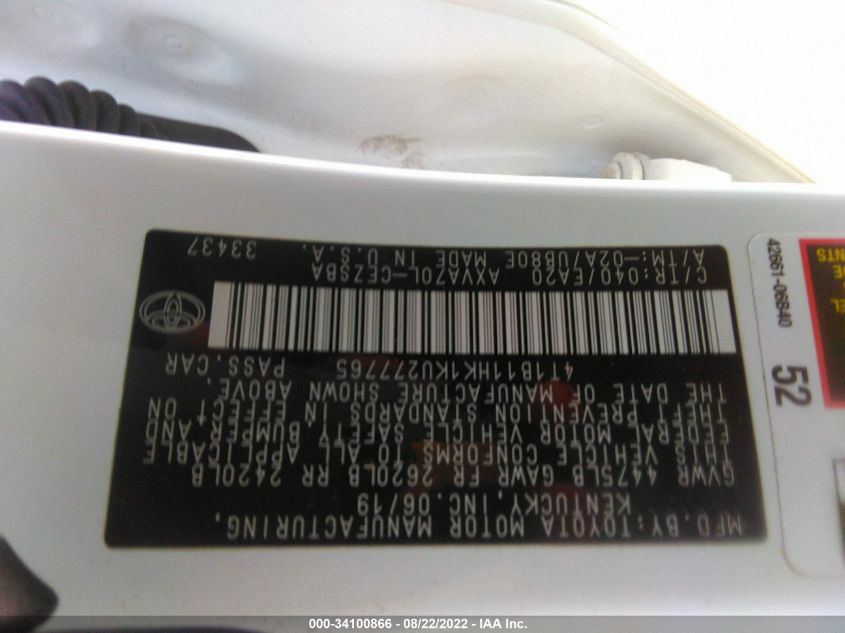 MFD. BY: TOYOTA MOTOR MANUFACTURING,
KENTUCKY, INC. 06/19
GVWR 4475LB GAWR FR 2620LB RR 2420LB
THIS VEHICLE CONFORMS TO ALL APPLICABLE
FEDERAL MOTOR VEHICLE SAFETY, BUMPER, AND
THEFT PREVENTION STANDARDS IN EFFECT ON
THE DATE OF MANUFACTURE SHOWN ABOVE.
4T1B11HK1KU277765 PASS. CAR
C/TR:040/EA20 AXVA70L-CEZSBA
A/TM:-02A/UB80E MADE IN U.S.A. 33437
42661-06B40
52
000-34100866 - 08/22/2022 - IAA Inc.